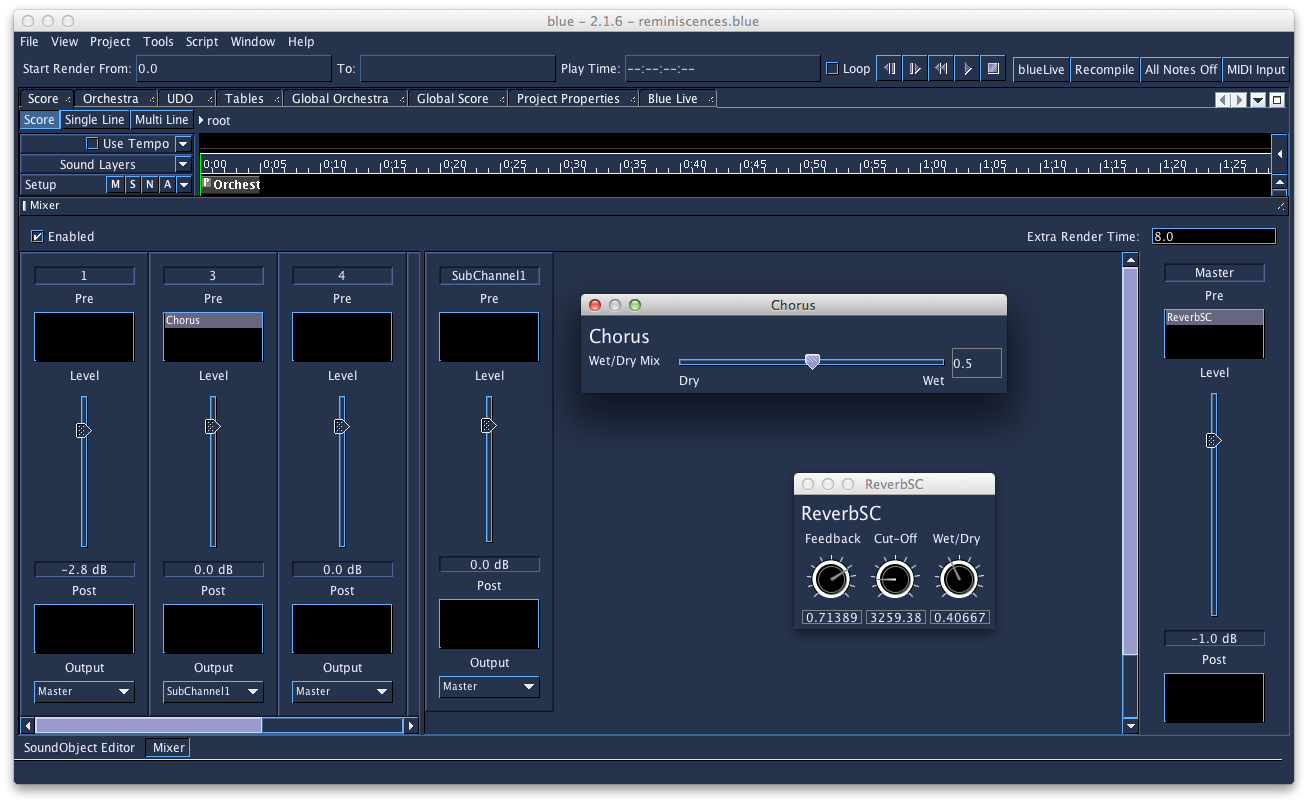 blue – 2.1.6 – reminiscences.blue
File View Project Tools Script Window Help
Start Render From: 0.0 To: Play Time: --:--:--:-- Loop blueLive Recompile All Notes Off MIDI Input
Score Orchestra UDO Tables Global Orchestra Global Score Project Properties Blue Live
Score Single Line Multi Line root
Use Tempo
Sound Layers 0:00 0:05 0:10 0:15 0:20 0:25 0:30 0:35 0:40 0:45 0:50 0:55 1:00 1:05 1:10 1:15 1:20 1:25
Setup M S N A P Orchest
Mixer
Enabled Extra Render Time: 8.0
1 3 4 SubChannel1 Master
Pre Pre Pre Pre Pre
Chorus ReverbSC
Level Level Level Level Level
Chorus
Chorus
Wet/Dry Mix 0.5
Dry Wet
ReverbSC
ReverbSC
Feedback Cut-Off Wet/Dry
0.71389 3259.38 0.40667
-2.8 dB 0.0 dB 0.0 dB 0.0 dB -1.0 dB
Post Post Post Post Post
Output Output Output Output
Master SubChannel1 Master Master
SoundObject Editor Mixer